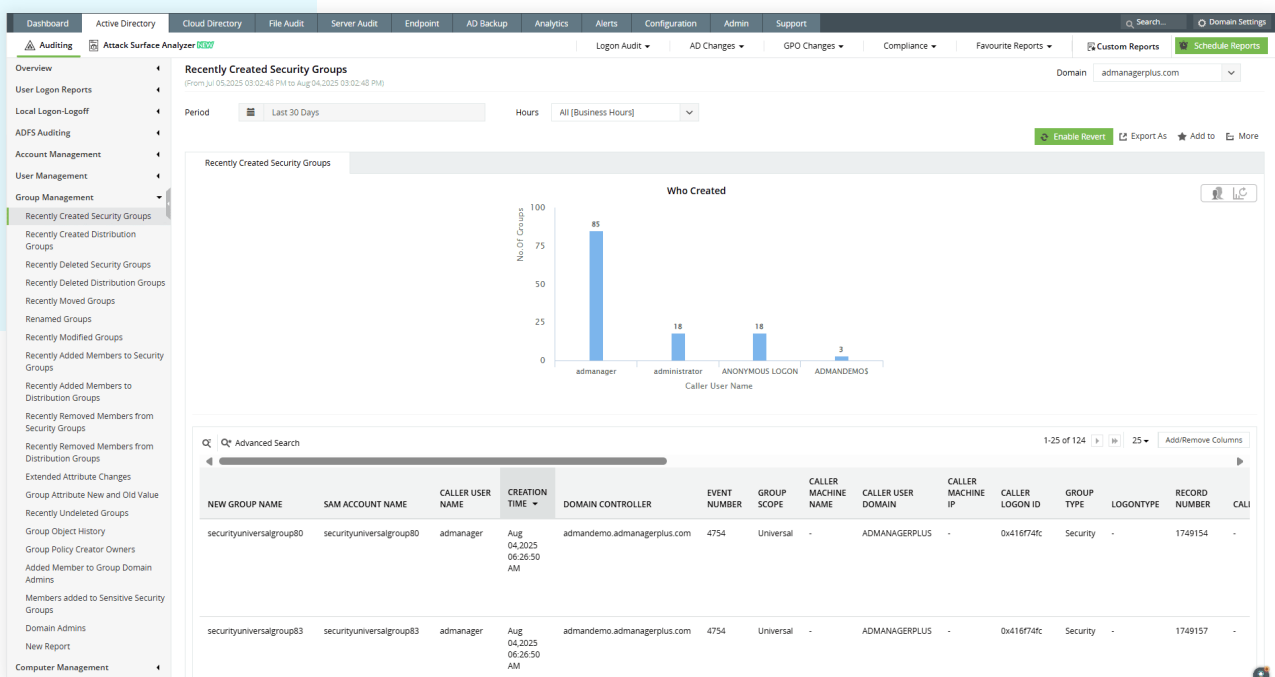 Dashboard Active Directory Cloud Directory File Audit Server Audit Endpoint AD Backup Analytics Alerts Configuration Admin Support Search... Domain Settings
Auditing Attack Surface Analyzer NEW Logon Audit AD Changes GPO Changes Compliance Favourite Reports Custom Reports Schedule Reports
Overview
User Logon Reports
Local Logon-Logoff
ADFS Auditing
Account Management
User Management
Group Management
Recently Created Security Groups
Recently Created Distribution
Groups
Recently Deleted Security Groups
Recently Deleted Distribution Groups
Recently Moved Groups
Renamed Groups
Recently Modified Groups
Recently Added Members to Security
Groups
Recently Added Members to
Distribution Groups
Recently Removed Members from
Security Groups
Recently Removed Members from
Distribution Groups
Extended Attribute Changes
Group Attribute New and Old Value
Recently Undeleted Groups
Group Object History
Group Policy Creator Owners
Added Member to Group Domain
Admins
Members added to Sensitive Security
Groups
Domain Admins
New Report
Computer Management
Recently Created Security Groups
(From Jul 05,2025 03:02:48 PM to Aug 04,2025 03:02:48 PM)
Domain admanagerplus.com
Period Last 30 Days Hours All [Business Hours]
Enable Revert Export As Add to More
Recently Created Security Groups
Who Created
No.Of Groups
100
75
50
25
0
85
18
18
3
admanager administrator ANONYMOUS LOGON ADMANDEMO$
Caller User Name
Advanced Search 1-25 of 124 25 Add/Remove Columns
NEW GROUP NAME SAM ACCOUNT NAME CALLER USER NAME CREATION TIME DOMAIN CONTROLLER EVENT NUMBER GROUP SCOPE CALLER MACHINE NAME CALLER USER DOMAIN CALLER MACHINE IP CALLER LOGON ID GROUP TYPE LOGONTYPE RECORD NUMBER CALL
securityuniversalgroup80 securityuniversalgroup80 admanager Aug 04,2025 06:26:50 AM admandemo.admanagerplus.com 4754 Universal - ADMANAGERPLUS - 0x416f74fc Security - 1749154 -
securityuniversalgroup83 securityuniversalgroup83 admanager Aug 04,2025 06:26:50 AM admandemo.admanagerplus.com 4754 Universal - ADMANAGERPLUS - 0x416f74fc Security - 1749157 -